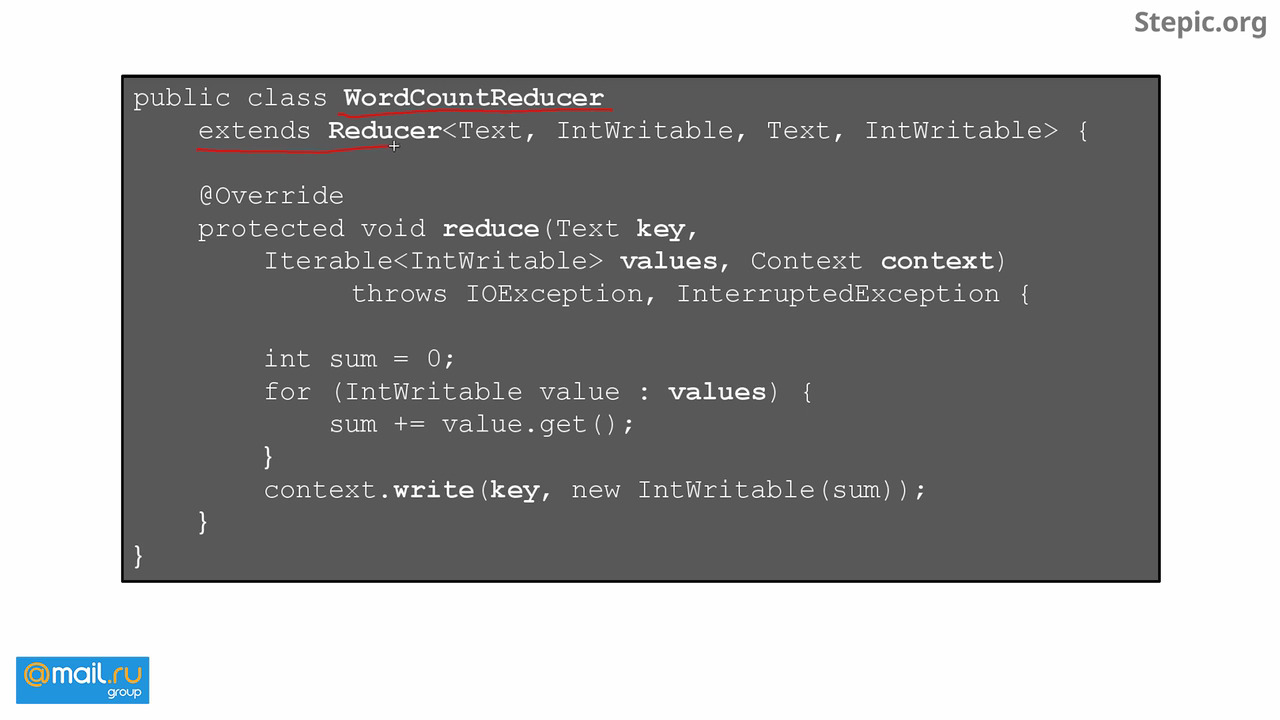 Stepic.org
public class WordCountReducer
    extends Reducer<Text, IntWritable, Text, IntWritable> {
    @Override
    protected void reduce(Text key,
        Iterable<IntWritable> values, Context context)
            throws IOException, InterruptedException {
        int sum = 0;
        for (IntWritable value : values) {
            sum += value.get();
        }
        context.write(key, new IntWritable(sum));
    }
}
@mail.ru
group